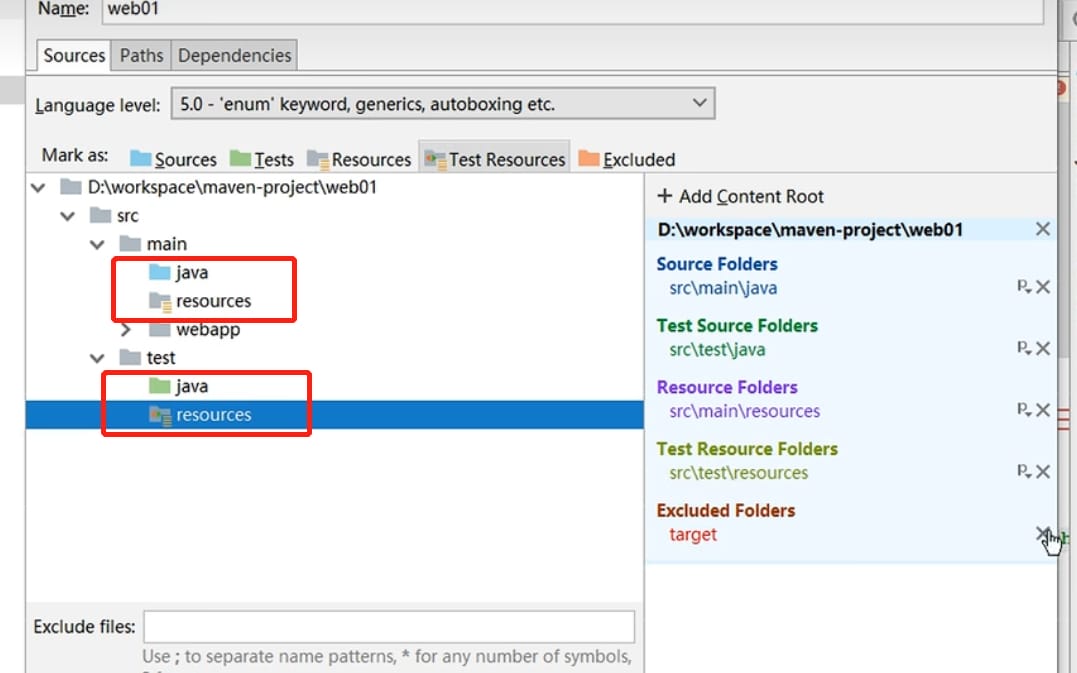 Name: web01
Sources Paths Dependencies
Language level: 5.0 - 'enum' keyword, generics, autoboxing etc.
Mark as: Sources Tests Resources Test Resources Excluded
D:\workspace\maven-project\web01
src
main
java
resources
webapp
test
java
resources
+ Add Content Root
D:\workspace\maven-project\web01
Source Folders
src\main\java
Test Source Folders
src\test\java
Resource Folders
src\main\resources
Test Resource Folders
src\test\resources
Excluded Folders
target
Exclude files:
Use ; to separate name patterns, * for any number of symbols,